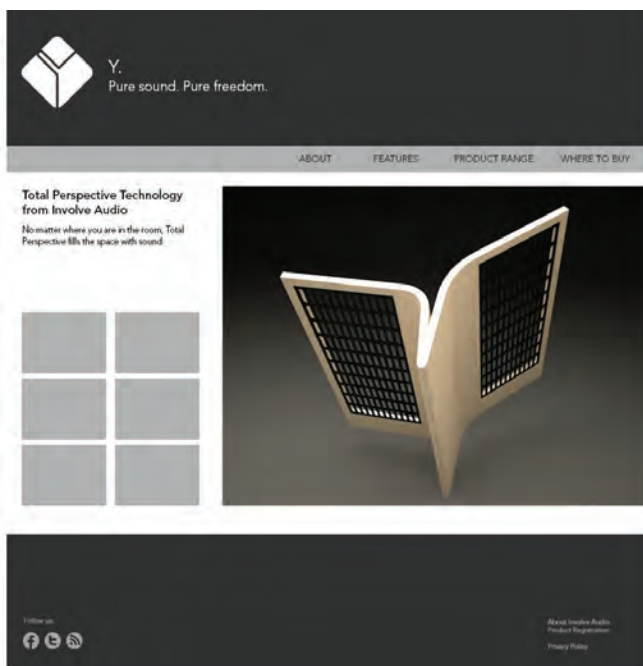 Y.
Pure sound. Pure freedom.
ABOUT FEATURES PRODUCT RANGE WHERE TO BUY
Total Perspective Technology
from Involve Audio
No matter where you are in the room, Total
Perspective fills the space with sound
Follow us:
About Involve Audio
Product Registration
Privacy Policy